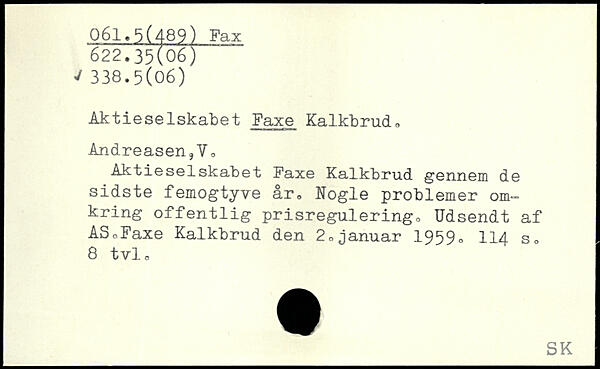 061.5(489) Fax
622.35(06)
✓ 338.5(06)
Aktieselskabet Faxe Kalkbrud.
Andreasen,V.
Aktieselskabet Faxe Kalkbrud gennem de
sidste femogtyve år. Nogle problemer om-
kring offentlig prisregulering. Udsendt af
AS.Faxe Kalkbrud den 2.januar 1959. 114 s.
8 tvl.
SK